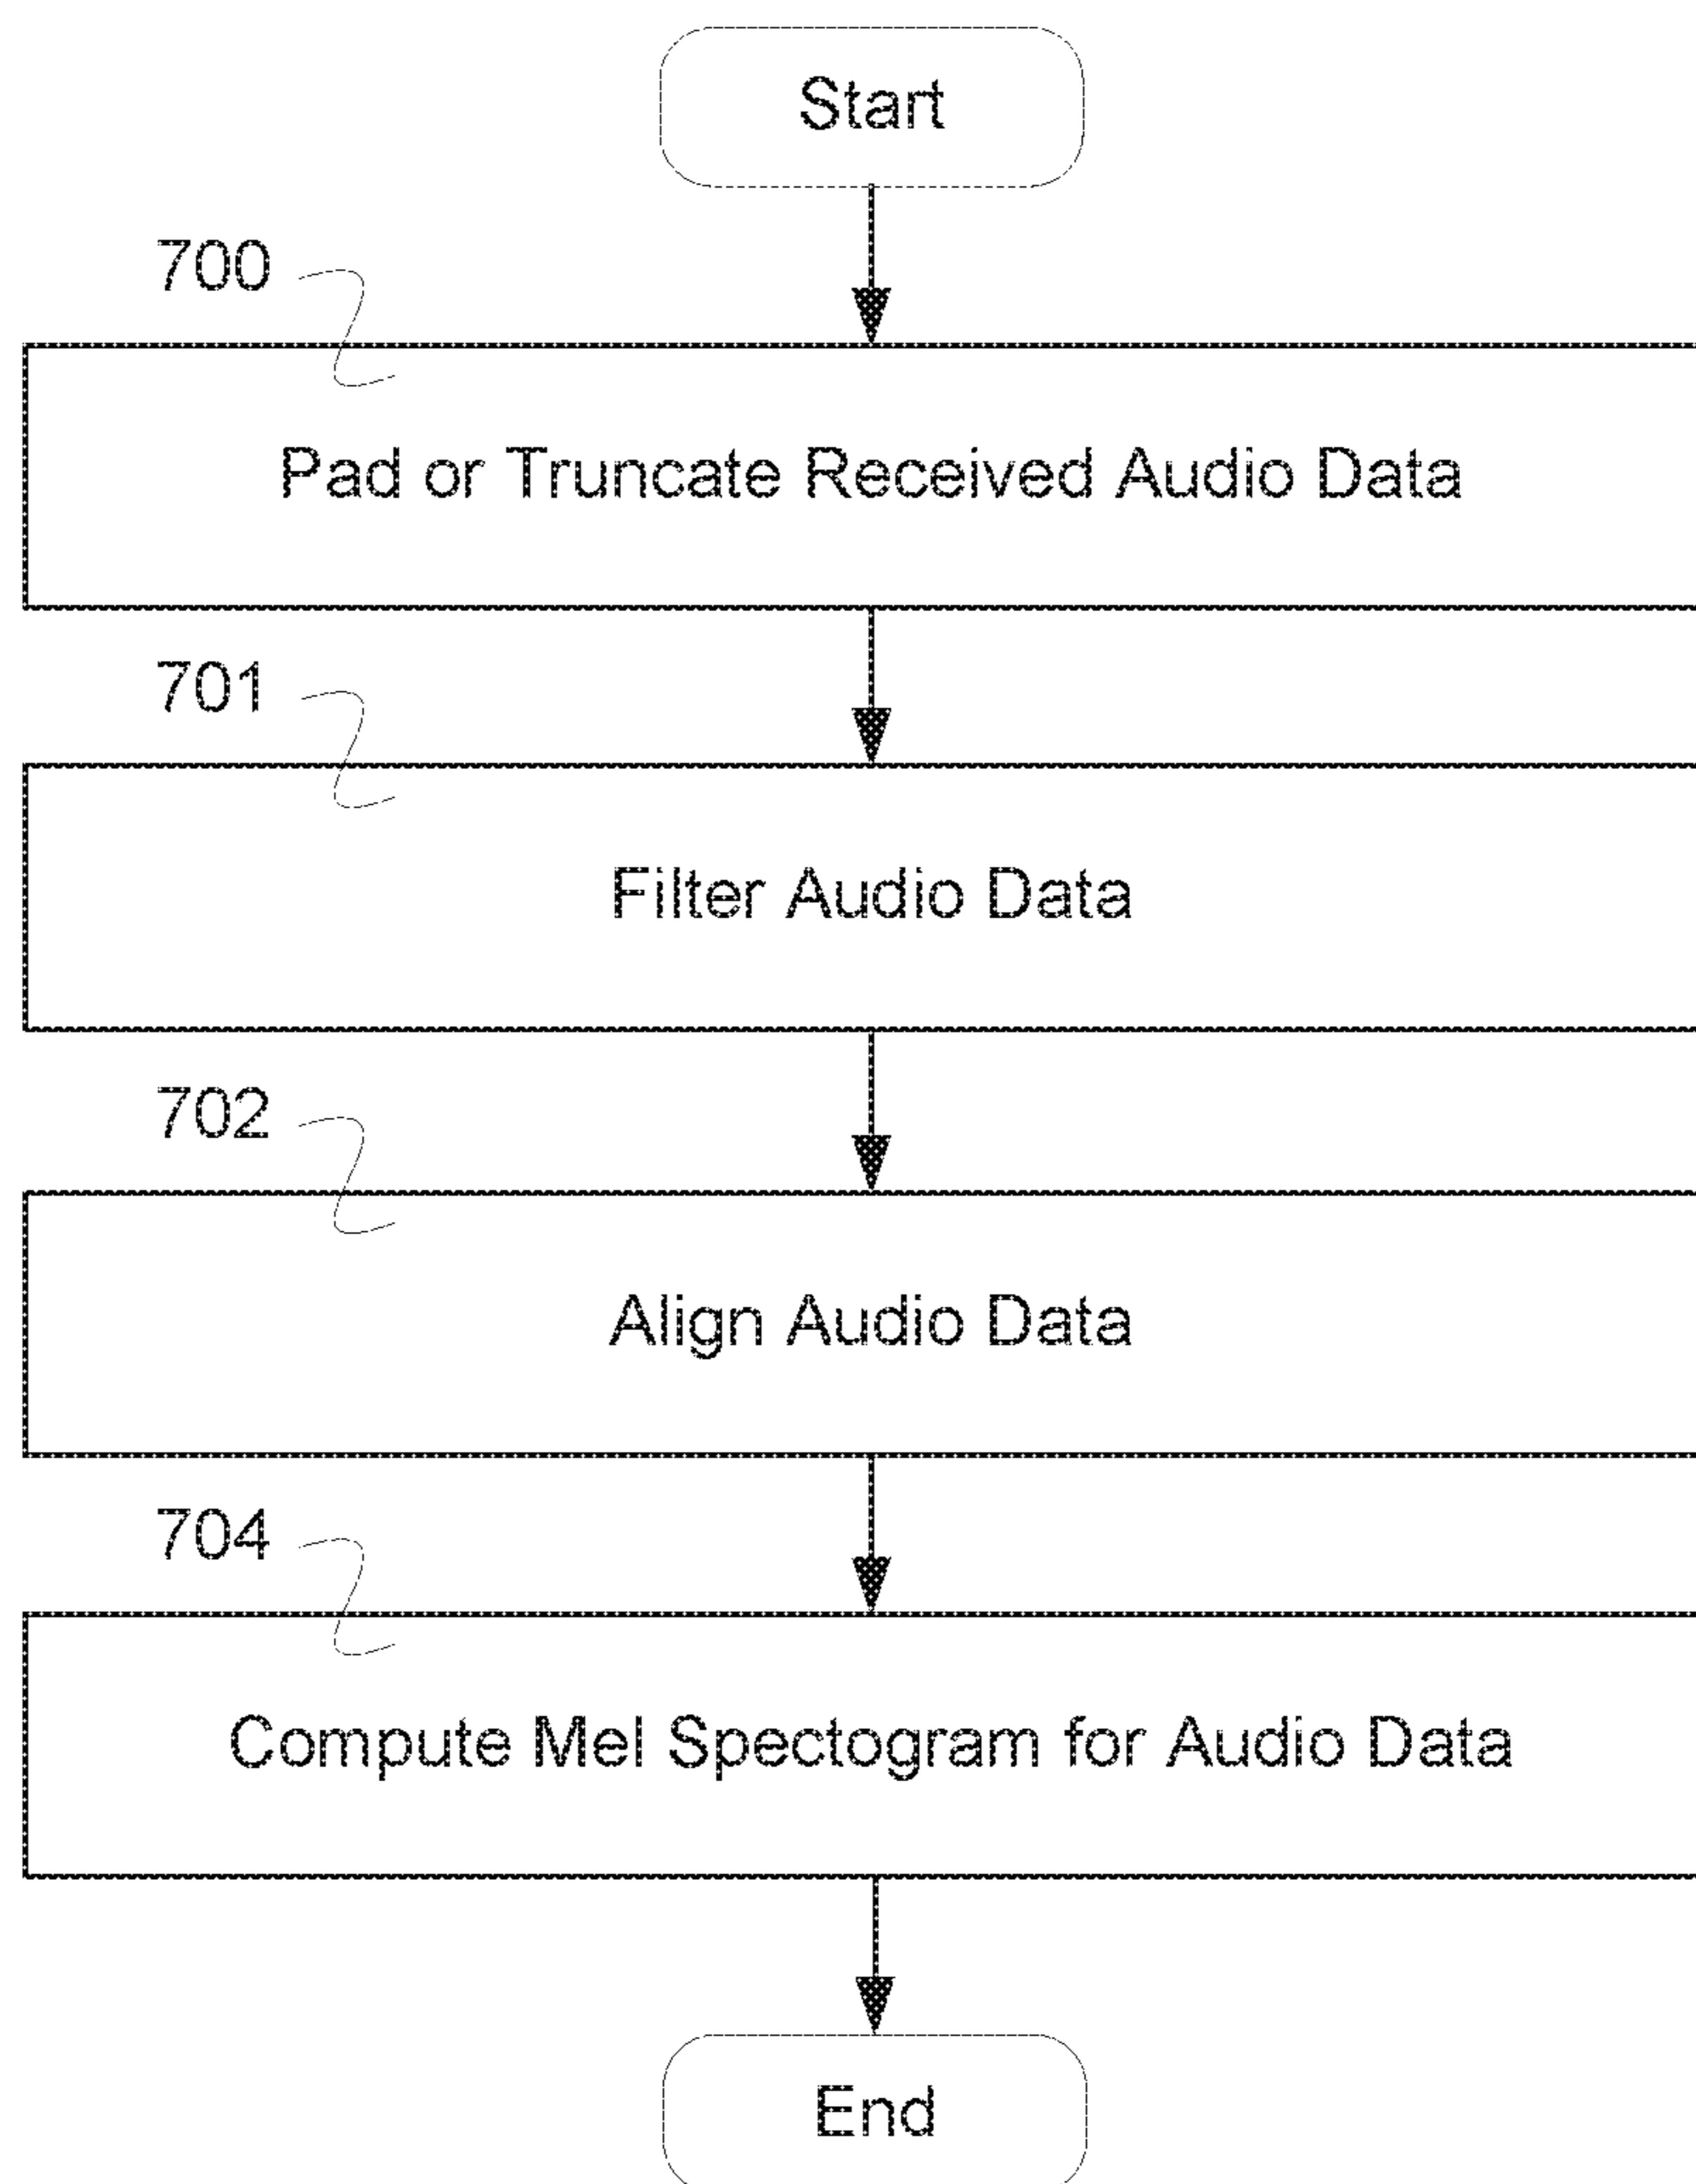 Start
700
Pad or Truncate Received Audio Data
701
Filter Audio Data
702
Align Audio Data
704
Compute Mel Spectogram for Audio Data
End